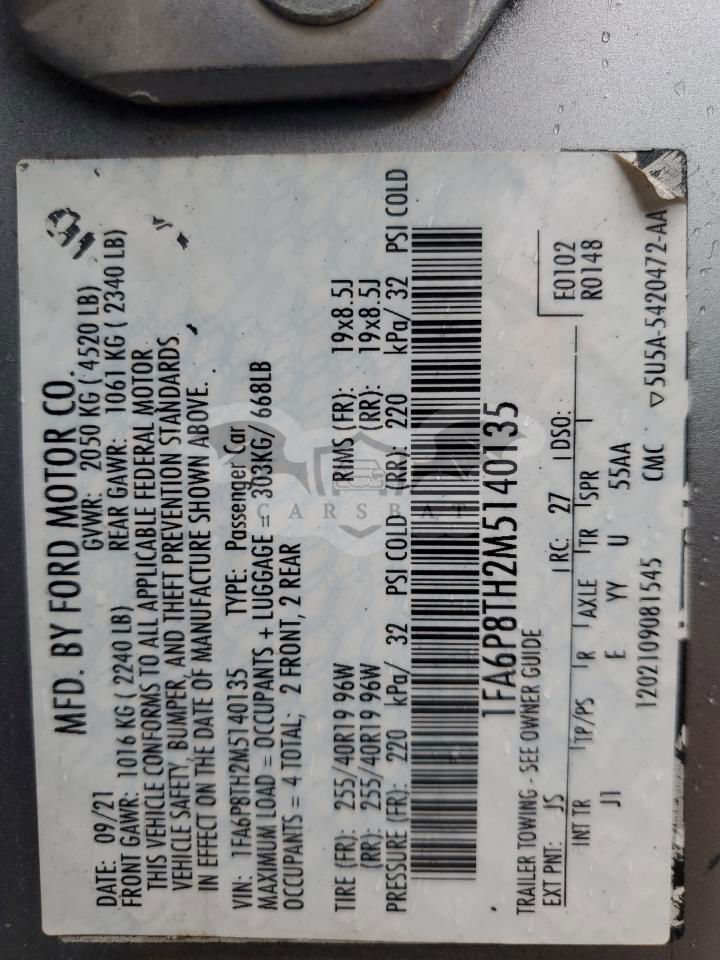 MFD. BY FORD MOTOR CO.
DATE: 09/21 GVWR: 2050 KG ( 4520 LB)
FRONT GAWR: 1016 KG ( 2240 LB) REAR GAWR: 1061 KG ( 2340 LB)
THIS VEHICLE CONFORMS TO ALL APPLICABLE FEDERAL MOTOR
VEHICLE SAFETY, BUMPER, AND THEFT PREVENTION STANDARDS
IN EFFECT ON THE DATE OF MANUFACTURE SHOWN ABOVE.
VIN: 1FA6P8TH2M5140135 TYPE: Passenger Car
MAXIMUM LOAD = OCCUPANTS + LUGGAGE = 303KG/ 668LB
OCCUPANTS = 4 TOTAL; 2 FRONT, 2 REAR
TIRE (FR): 255/40R19 96W RIMS (FR): 19x8.5J
(RR): 255/40R19 96W (RR): 19x8.5J
PRESSURE (FR): 220 kPa/ 32 PSI COLD (RR): 220 kPa/ 32 PSI COLD
CARSBAT
1FA6P8TH2M5140135
TRAILER TOWING - SEE OWNER GUIDE
EXT PNT: JS RC: 27 DSO: E0102
R0148
INT TR TP/PS R AXLE TR SPR
J1 E YY U 55AA
1202109081545 CMC ▽5U5A-5420472-AA